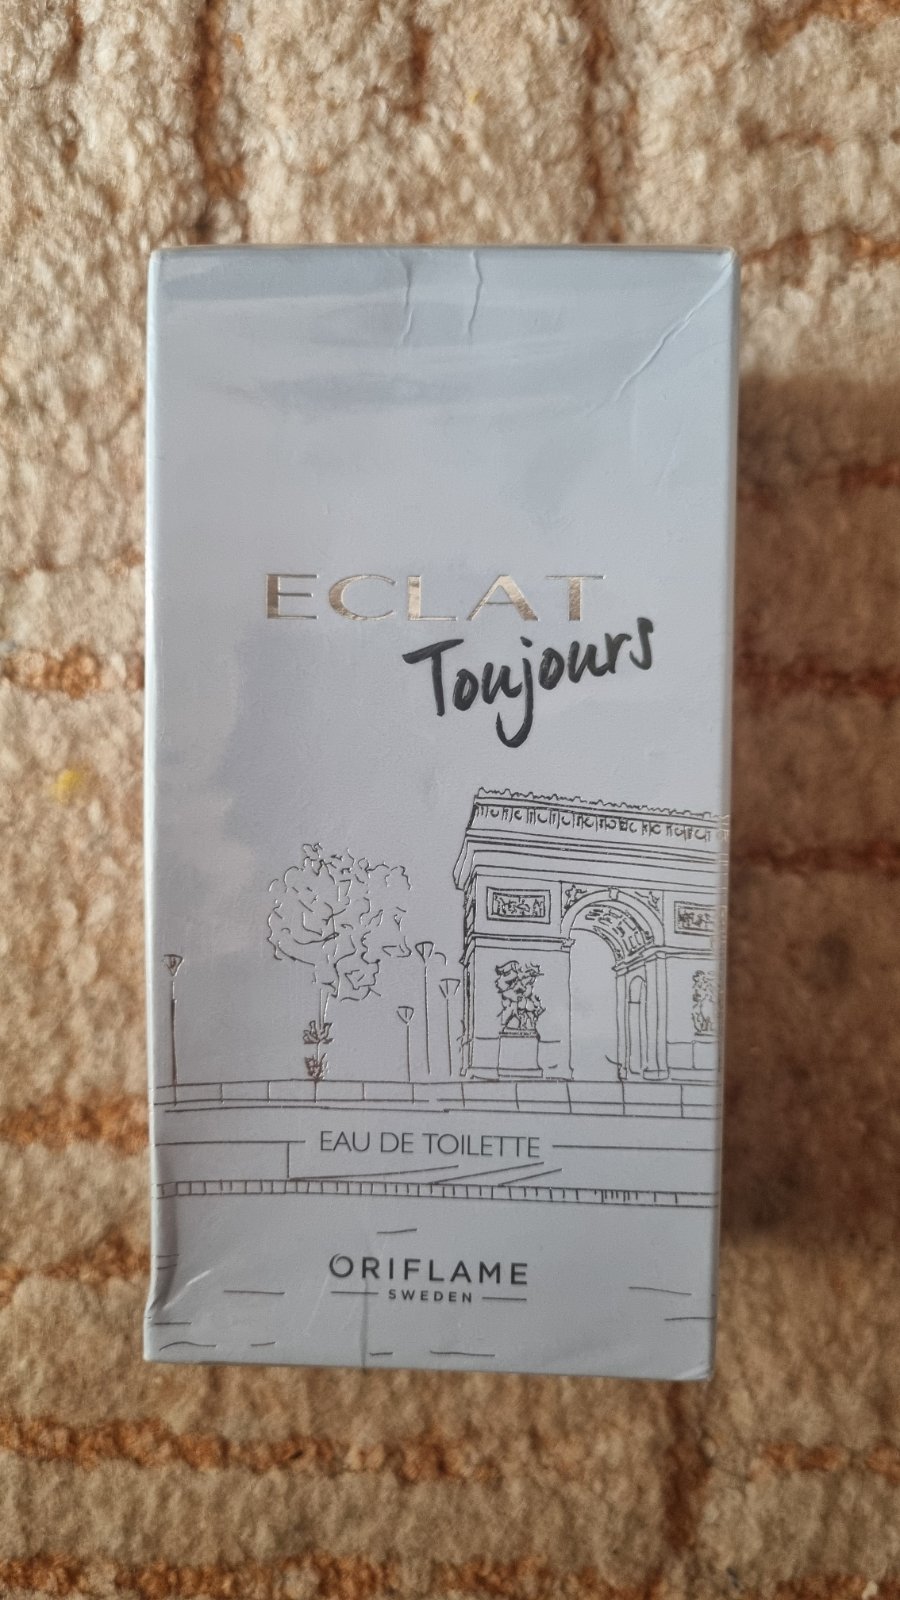 ECLAT
Toujours
EAU DE TOILETTE
ORIFLAME
SWEDEN